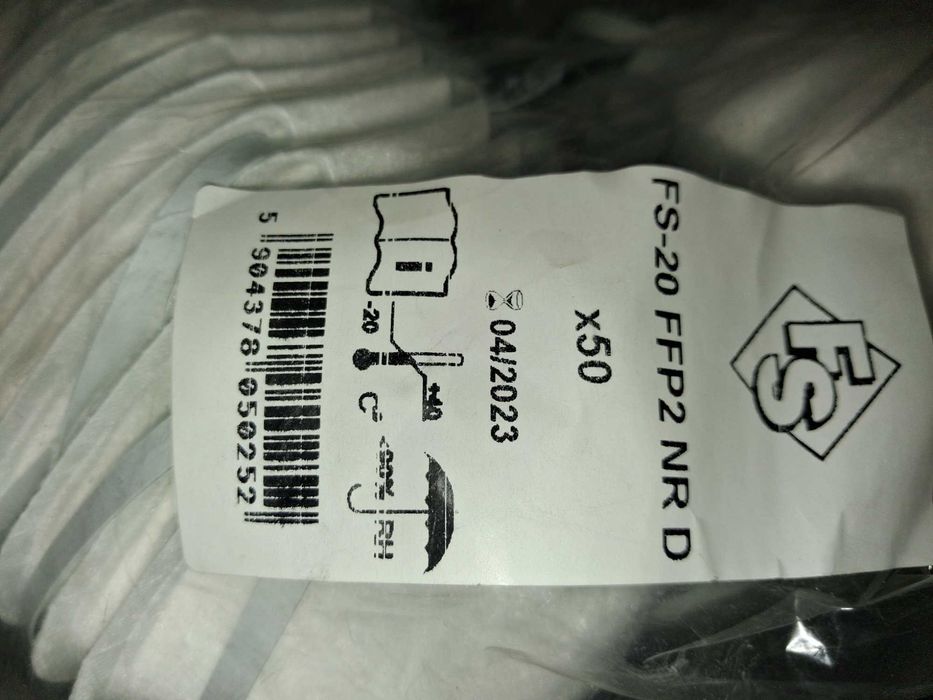 FS
FS-20 FFP2 NR D
x50
04/2023
i
-20
+40
C°
<80% RH
5 904378 050252